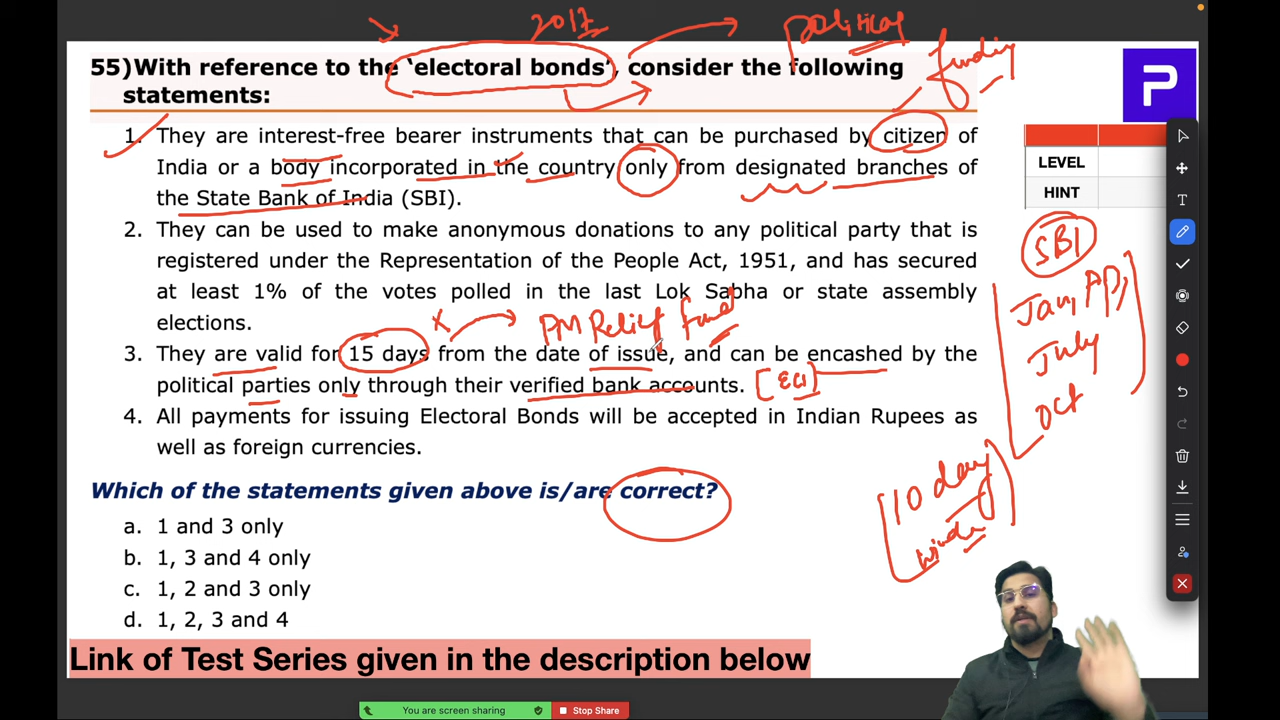 2017
political
funding
55)With reference to the ‘electoral bonds’, consider the following
statements:
1. They are interest-free bearer instruments that can be purchased by citizen of
India or a body incorporated in the country only from designated branches of
the State Bank of India (SBI).
2. They can be used to make anonymous donations to any political party that is
registered under the Representation of the People Act, 1951, and has secured
at least 1% of the votes polled in the last Lok Sabha or state assembly
elections.
PM Relief Fund
3. They are valid for 15 days from the date of issue, and can be encashed by the
political parties only through their verified bank accounts.
[ECI]
4. All payments for issuing Electoral Bonds will be accepted in Indian Rupees as
well as foreign currencies.
Which of the statements given above is/are correct?
a. 1 and 3 only
b. 1, 3 and 4 only
c. 1, 2 and 3 only
d. 1, 2, 3 and 4
P
LEVEL
HINT
SBI
Jan, Ap,
July
Oct
10 day
window
Link of Test Series given in the description below
T
You are screen sharing
Stop Share